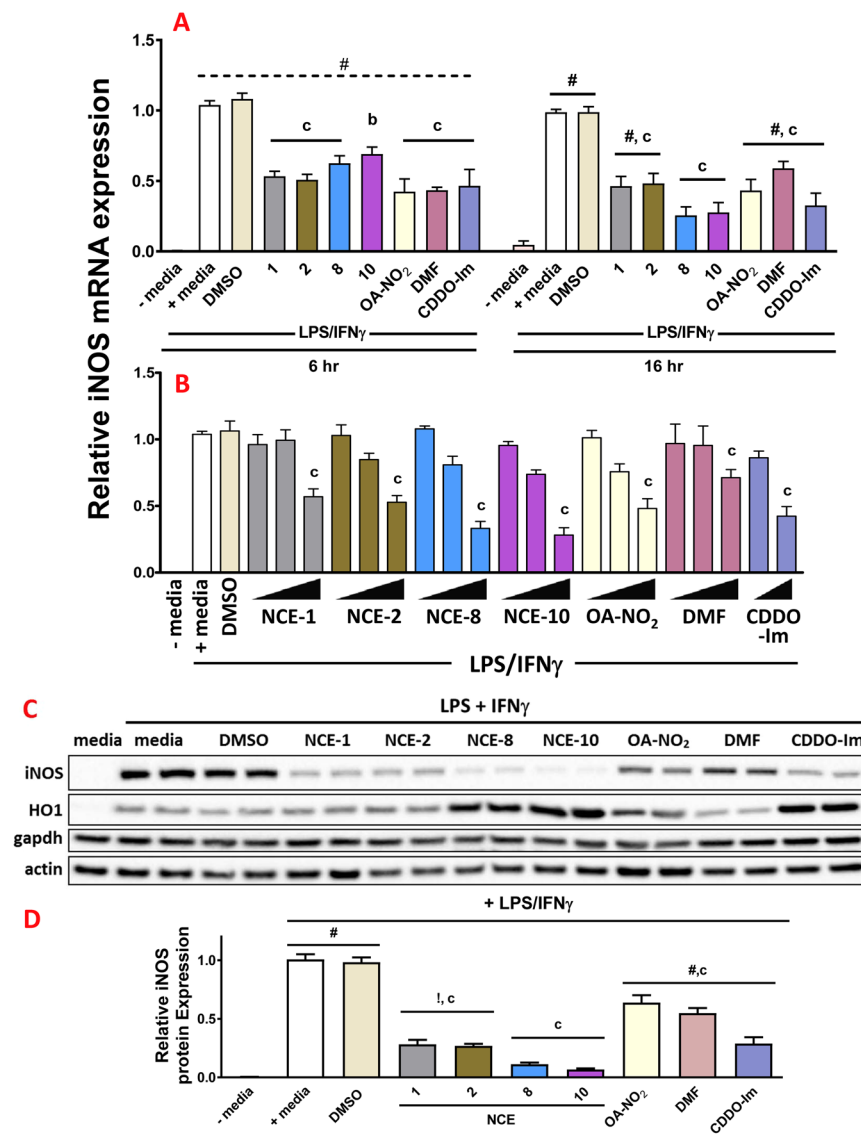 A
Relative iNOS mRNA expression
1.5
1.0
0.5
0.0
#
c
b
c
#
#, c
c
#, c
- media
+ media
DMSO
1
2
8
10
OA-NO₂
DMF
CDDO-Im
- media
+ media
DMSO
1
2
8
10
OA-NO₂
DMF
CDDO-Im
LPS/IFNγ
LPS/IFNγ
6 hr
16 hr
B
1.5
1.0
0.5
0.0
c
c
c
c
c
c
c
- media
+ media
DMSO
NCE-1
NCE-2
NCE-8
NCE-10
OA-NO₂
DMF
CDDO
-Im
LPS/IFNγ
C
LPS + IFNγ
media media DMSO NCE-1 NCE-2 NCE-8 NCE-10 OA-NO₂ DMF CDDO-Im
iNOS
HO1
gapdh
actin
D
+ LPS/IFNγ
Relative iNOS
protein Expression
1.0
0.5
0.0
#
!, c
c
#,c
- media
+ media
DMSO
1
2
8
10
OA-NO₂
DMF
CDDO-Im
NCE